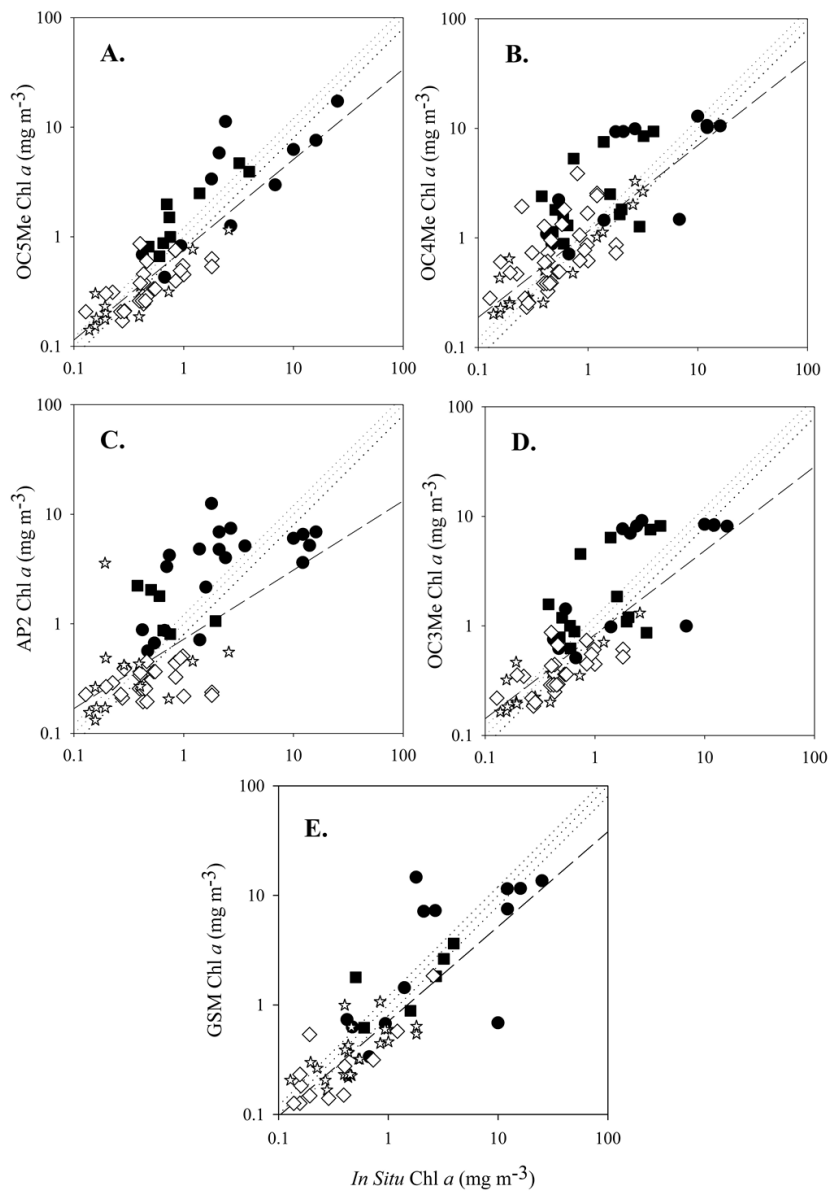 A.
100
10
1
0.1
OC5Me Chl a (mg m-3)
0.1 1 10 100
B.
100
10
1
0.1
OC4Me Chl a (mg m-3)
0.1 1 10 100
C.
100
10
1
0.1
AP2 Chl a (mg m-3)
0.1 1 10 100
D.
100
10
1
0.1
OC3Me Chl a (mg m-3)
0.1 1 10 100
E.
100
10
1
0.1
GSM Chl a (mg m-3)
0.1 1 10 100
In Situ Chl a (mg m-3)